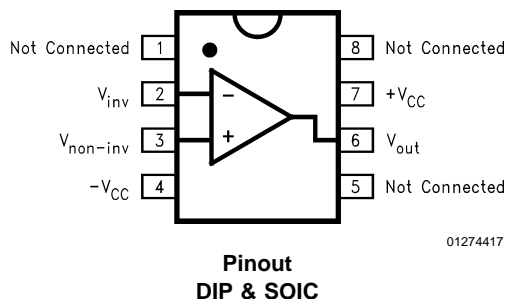 Not Connected 1
8 Not Connected
V_inv 2
−
7 +V_CC
V_non-inv 3
+
6 V_out
−V_CC 4
5 Not Connected
01274417
Pinout
DIP & SOIC